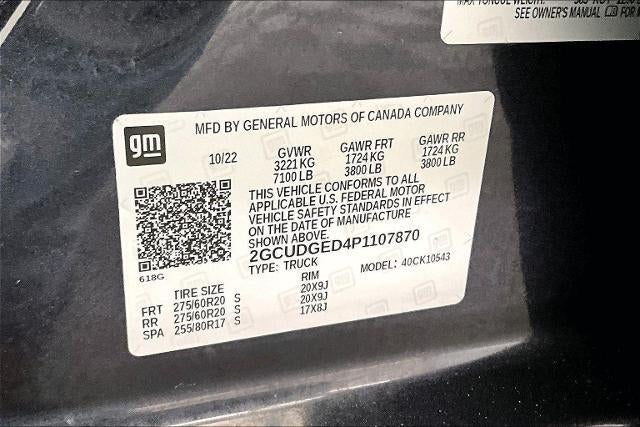 SEE OWNER'S MANUAL
gm
MFD BY GENERAL MOTORS OF CANADA COMPANY
10/22 GVWR GAWR FRT GAWR RR
3221 KG 1724 KG 1724 KG
7100 LB 3800 LB 3800 LB
THIS VEHICLE CONFORMS TO ALL
APPLICABLE U.S. FEDERAL MOTOR
VEHICLE SAFETY STANDARDS IN EFFECT
ON THE DATE OF MANUFACTURE
SHOWN ABOVE.
2GCUDGED4P1107870
TYPE: TRUCK MODEL: 40CK10543
618G
TIRE SIZE RIM
FRT 275/60R20 S 20X9J
RR 275/60R20 S 20X9J
SPA 255/80R17 S 17X8J